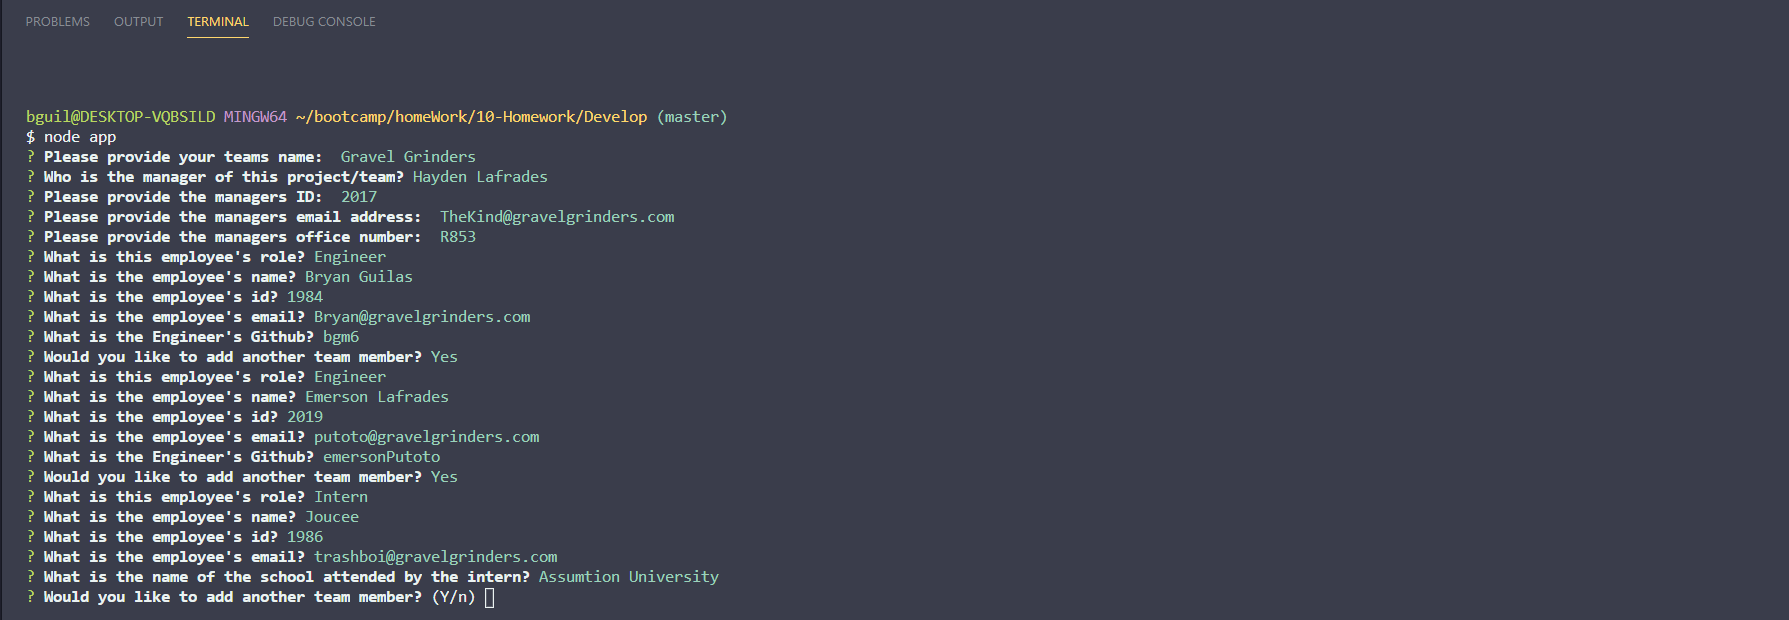 PROBLEMS OUTPUT TERMINAL DEBUG CONSOLE
bguil@DESKTOP-VQBSILD MINGW64 ~/bootcamp/homeWork/10-Homework/Develop (master)
$ node app
? Please provide your teams name:  Gravel Grinders
? Who is the manager of this project/team? Hayden Lafrades
? Please provide the managers ID:  2017
? Please provide the managers email address:  TheKind@gravelgrinders.com
? Please provide the managers office number:  R853
? What is this employee's role? Engineer
? What is the employee's name? Bryan Guilas
? What is the employee's id? 1984
? What is the employee's email? Bryan@gravelgrinders.com
? What is the Engineer's Github? bgm6
? Would you like to add another team member? Yes
? What is this employee's role? Engineer
? What is the employee's name? Emerson Lafrades
? What is the employee's id? 2019
? What is the employee's email? putoto@gravelgrinders.com
? What is the Engineer's Github? emersonPutoto
? Would you like to add another team member? Yes
? What is this employee's role? Intern
? What is the employee's name? Joucee
? What is the employee's id? 1986
? What is the employee's email? trashboi@gravelgrinders.com
? What is the name of the school attended by the intern? Assumtion University
? Would you like to add another team member? (Y/n)